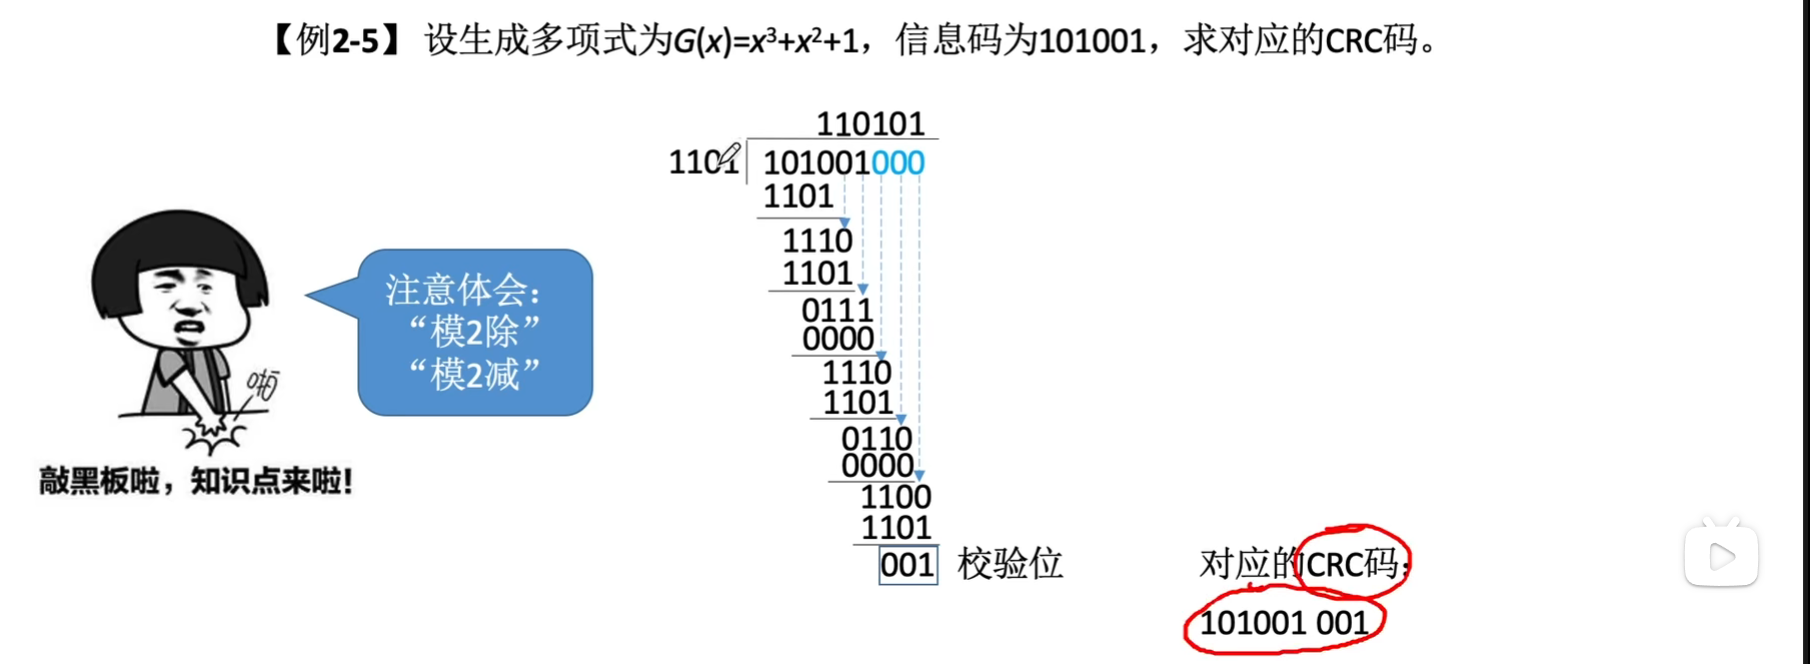 【例2-5】 设生成多项式为G(x)=x³+x²+1，信息码为101001，求对应的CRC码。
110101
1101 101001000
1101
1110
1101
0111
0000
1110
1101
0110
0000
1100
1101
001 校验位
注意体会：
“模2除”
“模2减”
啪
敲黑板啦，知识点来啦!
对应的CRC码：
101001 001